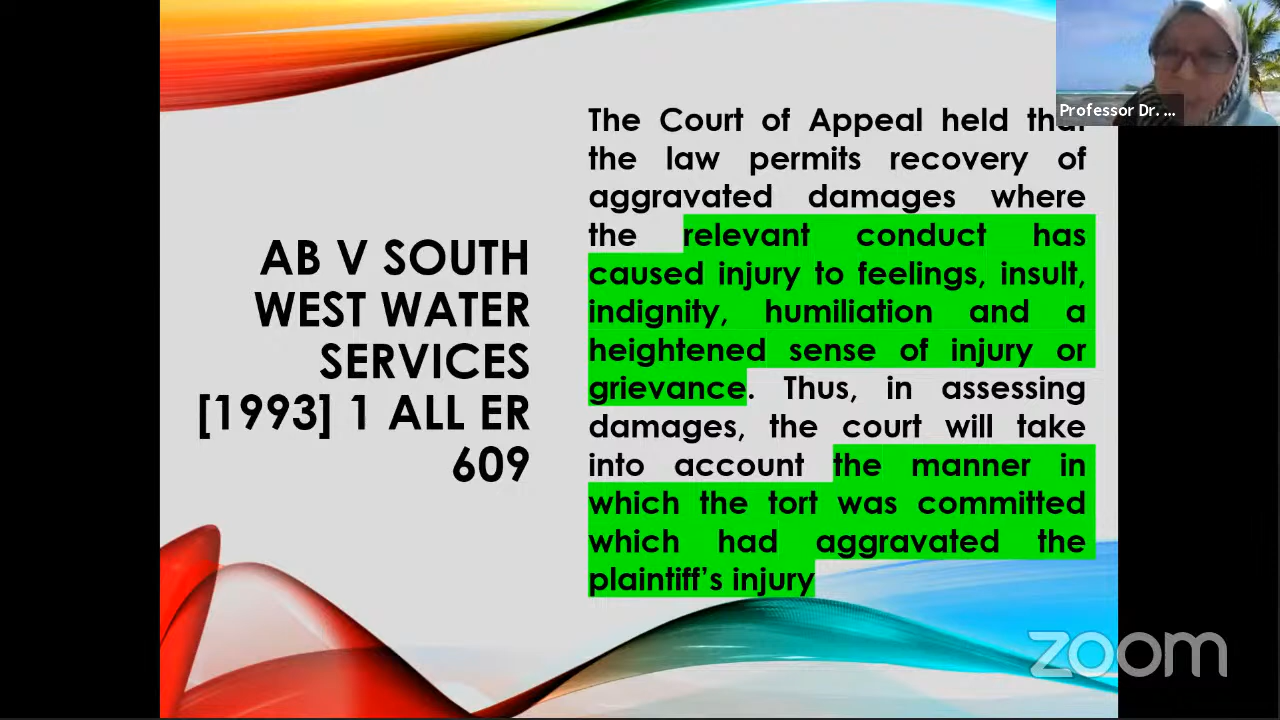 Professor Dr. ...
The Court of Appeal held that
the law permits recovery of
aggravated damages where
the relevant conduct has
caused injury to feelings, insult,
indignity, humiliation and a
heightened sense of injury or
grievance. Thus, in assessing
damages, the court will take
into account the manner in
which the tort was committed
which had aggravated the
plaintiff's injury
AB V SOUTH
WEST WATER
SERVICES
[1993] 1 ALL ER
609
zoom